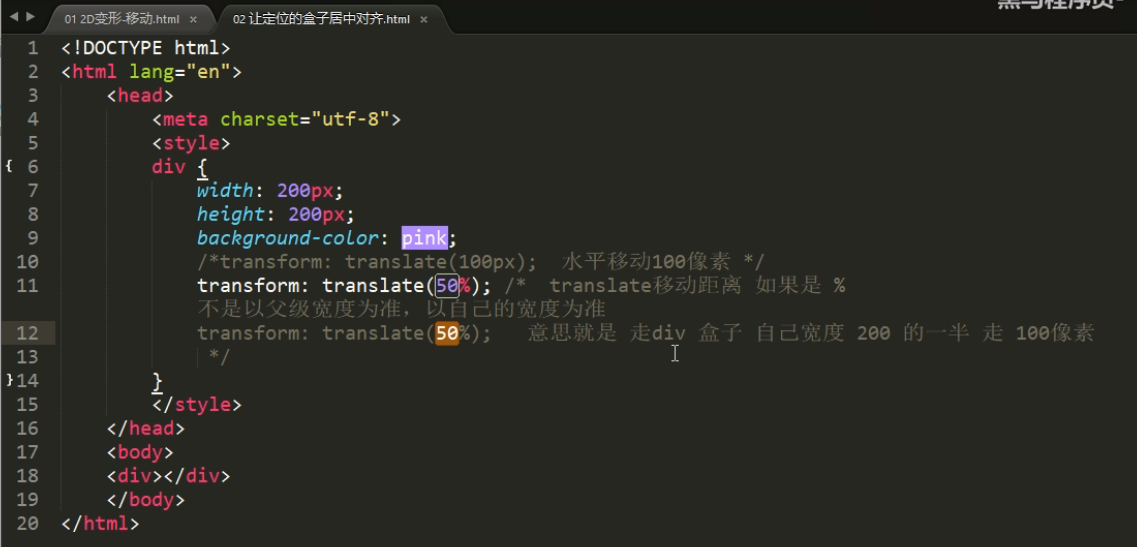 黑马程序员-
01 2D变形-移动.html ×
02 让定位的盒子居中对齐.html ×
1 <!DOCTYPE html>
2 <html lang="en">
3 <head>
4 <meta charset="utf-8">
5 <style>
{ 6 div {
7 width: 200px;
8 height: 200px;
9 background-color: pink;
10 /*transform: translate(100px); 水平移动100像素 */
11 transform: translate(50%); /* translate移动距离 如果是 %
不是以父级宽度为准，以自己的宽度为准
12 transform: translate(50%); 意思就是 走div 盒子 自己宽度 200 的一半 走 100像素
13 */
} 14 }
15 </style>
16 </head>
17 <body>
18 <div></div>
19 </body>
20 </html>